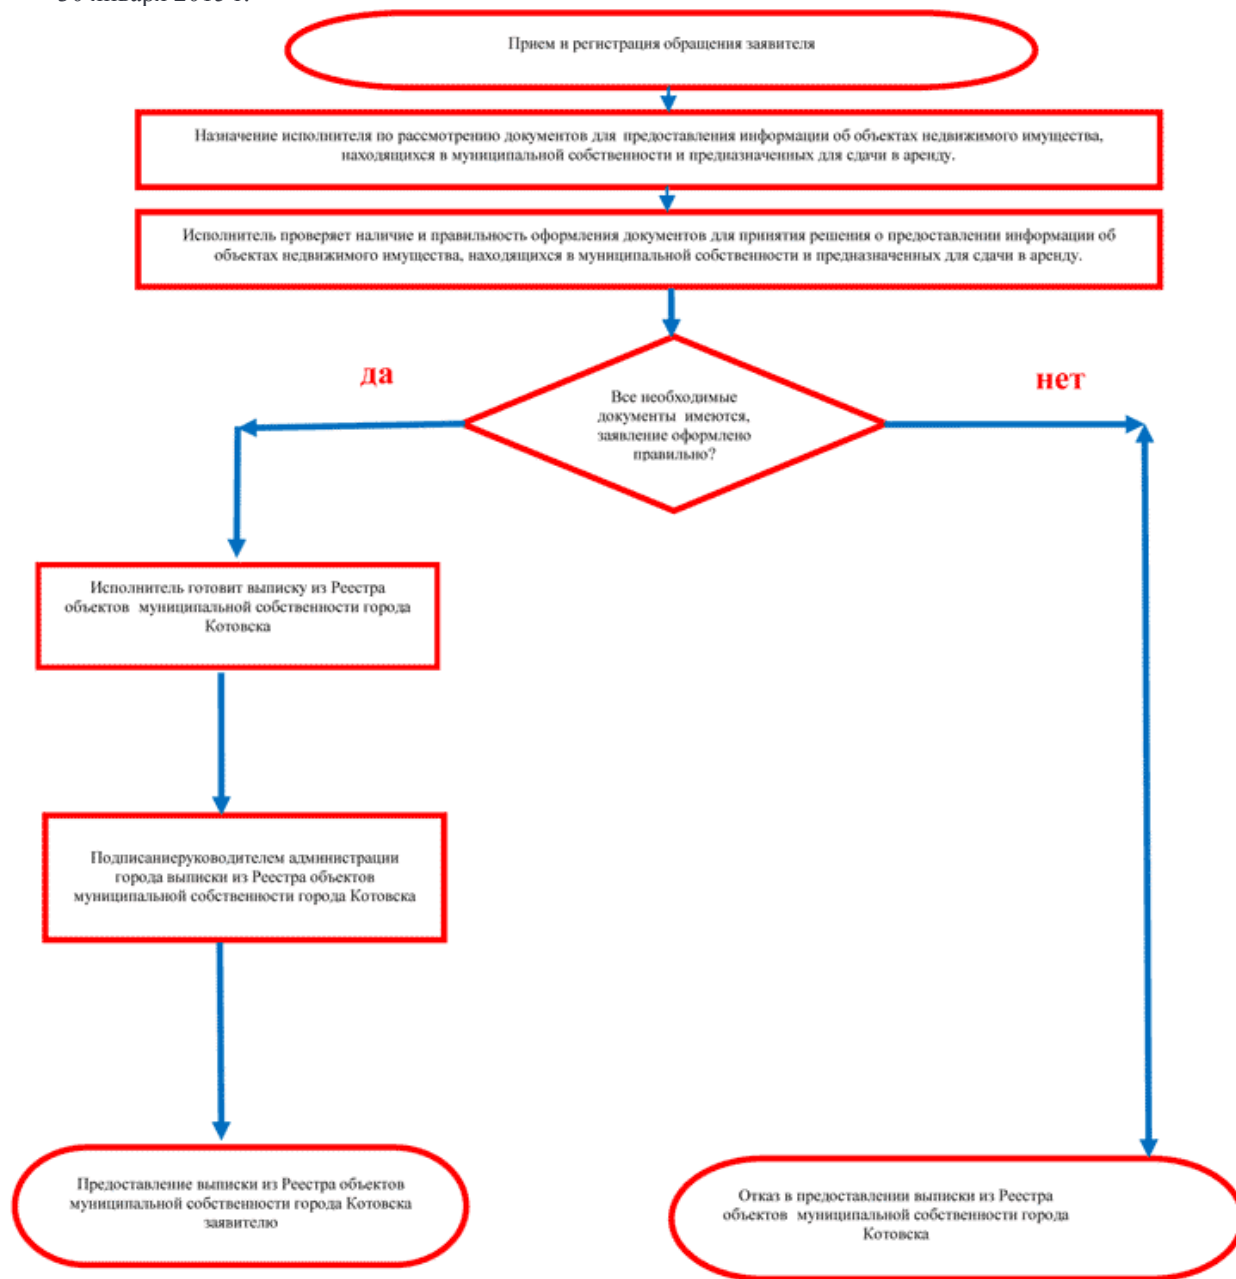 30 января 2015 г.
Прием и регистрация обращения заявителя
Назначение исполнителя по рассмотрению документов для предоставления информации об объектах недвижимого имущества,
находящихся в муниципальной собственности и предназначенных для сдачи в аренду.
Исполнитель проверяет наличие и правильность оформления документов для принятия решения о предоставлении информации об
объектах недвижимого имущества, находящихся в муниципальной собственности и предназначенных для сдачи в аренду.
да
нет
Все необходимые
документы имеются,
заявление оформлено
правильно?
Исполнитель готовит выписку из Реестра
объектов муниципальной собственности города
Котовска
Подписаниеруководителем администрации
города выписки из Реестра объектов
муниципальной собственности города Котовска
Предоставление выписки из Реестра объектов
муниципальной собственности города Котовска
заявителю
Отказ в предоставлении выписки из Реестра
объектов муниципальной собственности города
Котовска